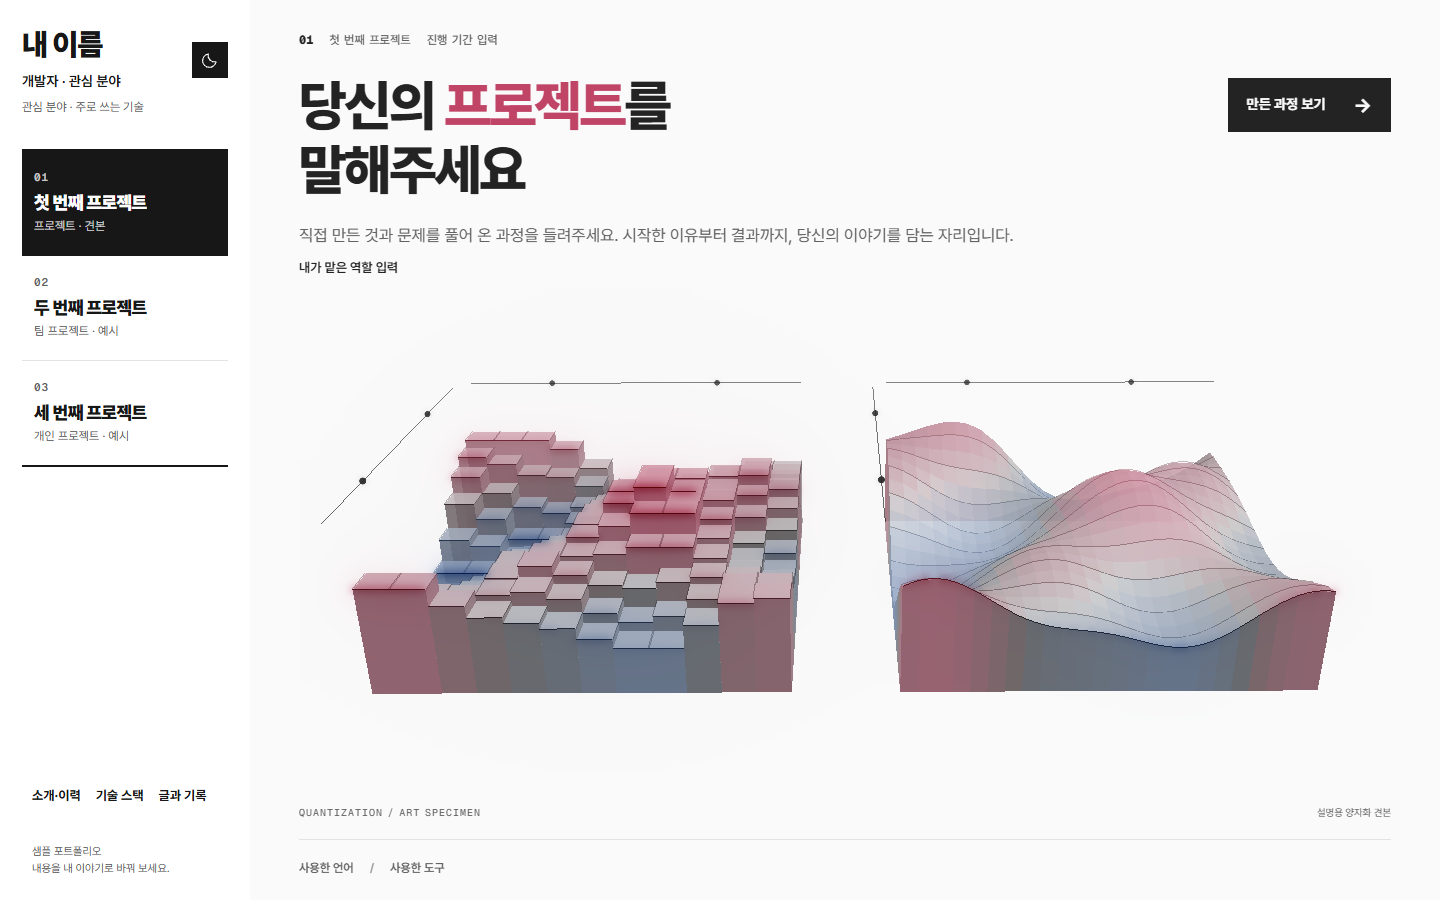 내 이름
개발자 · 관심 분야
관심 분야 · 주로 쓰는 기술
01
첫 번째 프로젝트
프로젝트 · 견본
02
두 번째 프로젝트
팀 프로젝트 · 예시
03
세 번째 프로젝트
개인 프로젝트 · 예시
소개·이력 기술 스택 글과 기록
샘플 포트폴리오
내용을 내 이야기로 바꿔 보세요.
01 첫 번째 프로젝트 진행 기간 입력
당신의 프로젝트를
말해주세요
만든 과정 보기 →
직접 만든 것과 문제를 풀어 온 과정을 들려주세요. 시작한 이유부터 결과까지, 당신의 이야기를 담는 자리입니다.
내가 맡은 역할 입력
QUANTIZATION / ART SPECIMEN
설명용 양자화 견본
사용한 언어 / 사용한 도구